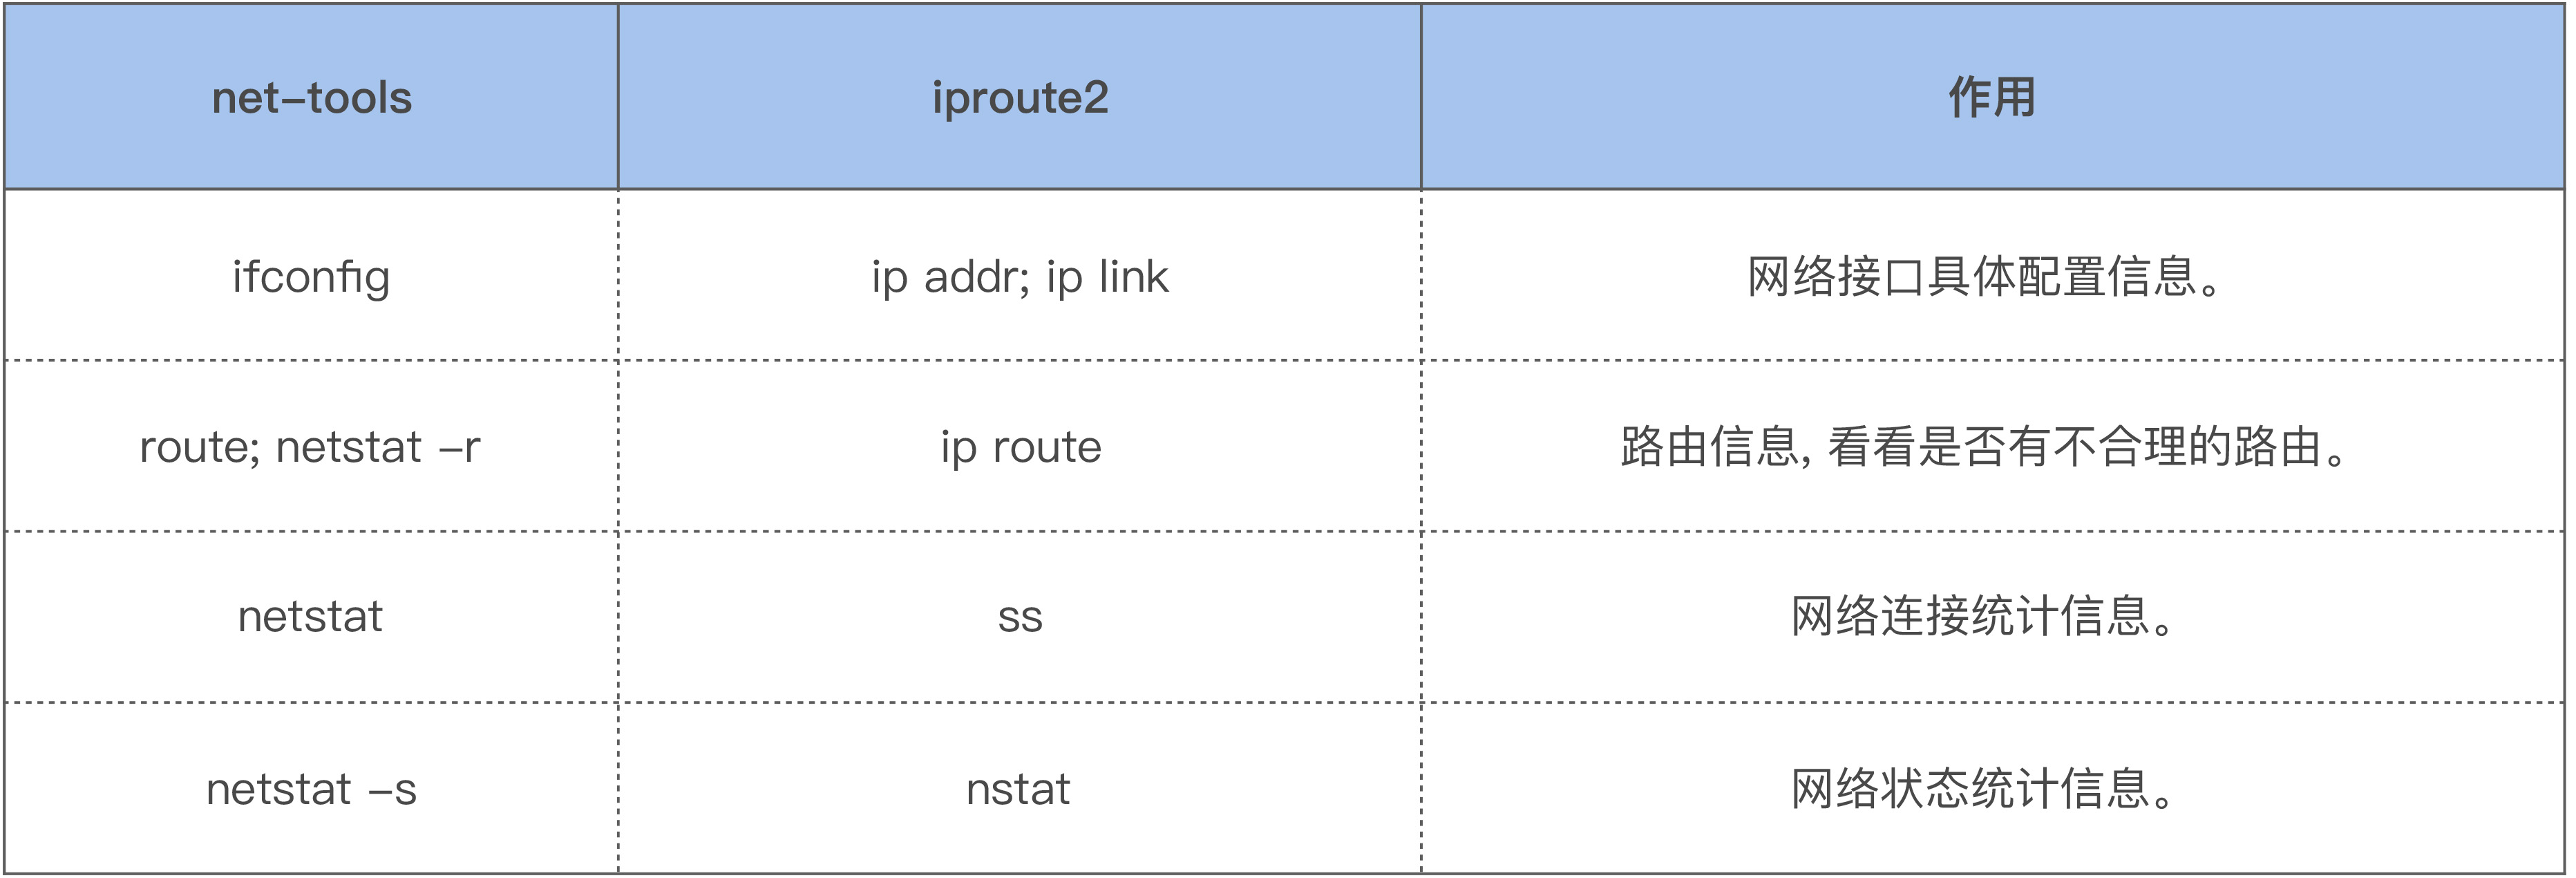 net-tools iproute2 作用
ifconfig ip addr; ip link 网络接口具体配置信息。
route; netstat –r ip route 路由信息, 看看是否有不合理的路由。
netstat ss 网络连接统计信息。
netstat –s nstat 网络状态统计信息。